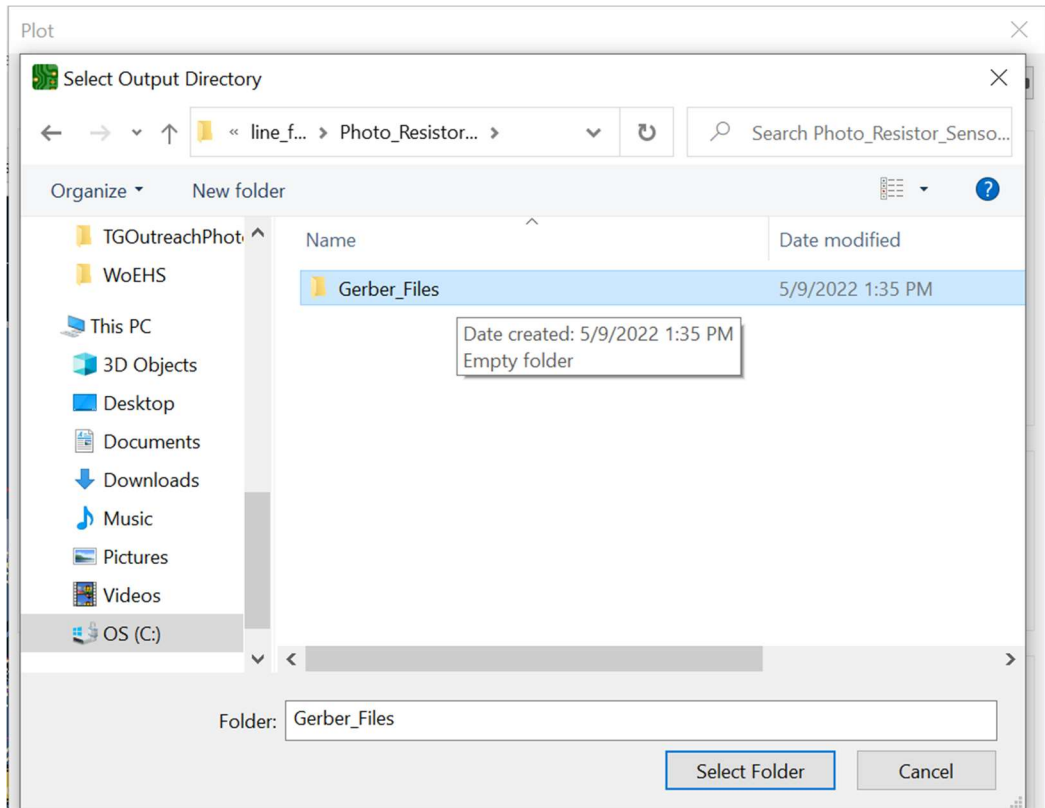 Plot
Select Output Directory
« line_f... > Photo_Resistor... >
Search Photo_Resistor_Senso...
Organize
New folder
Name
Date modified
TGOutreachPhoto
WoEHS
This PC
3D Objects
Desktop
Documents
Downloads
Music
Pictures
Videos
OS (C:)
Gerber_Files
5/9/2022 1:35 PM
Date created: 5/9/2022 1:35 PM
Empty folder
Folder:
Gerber_Files
Select Folder
Cancel